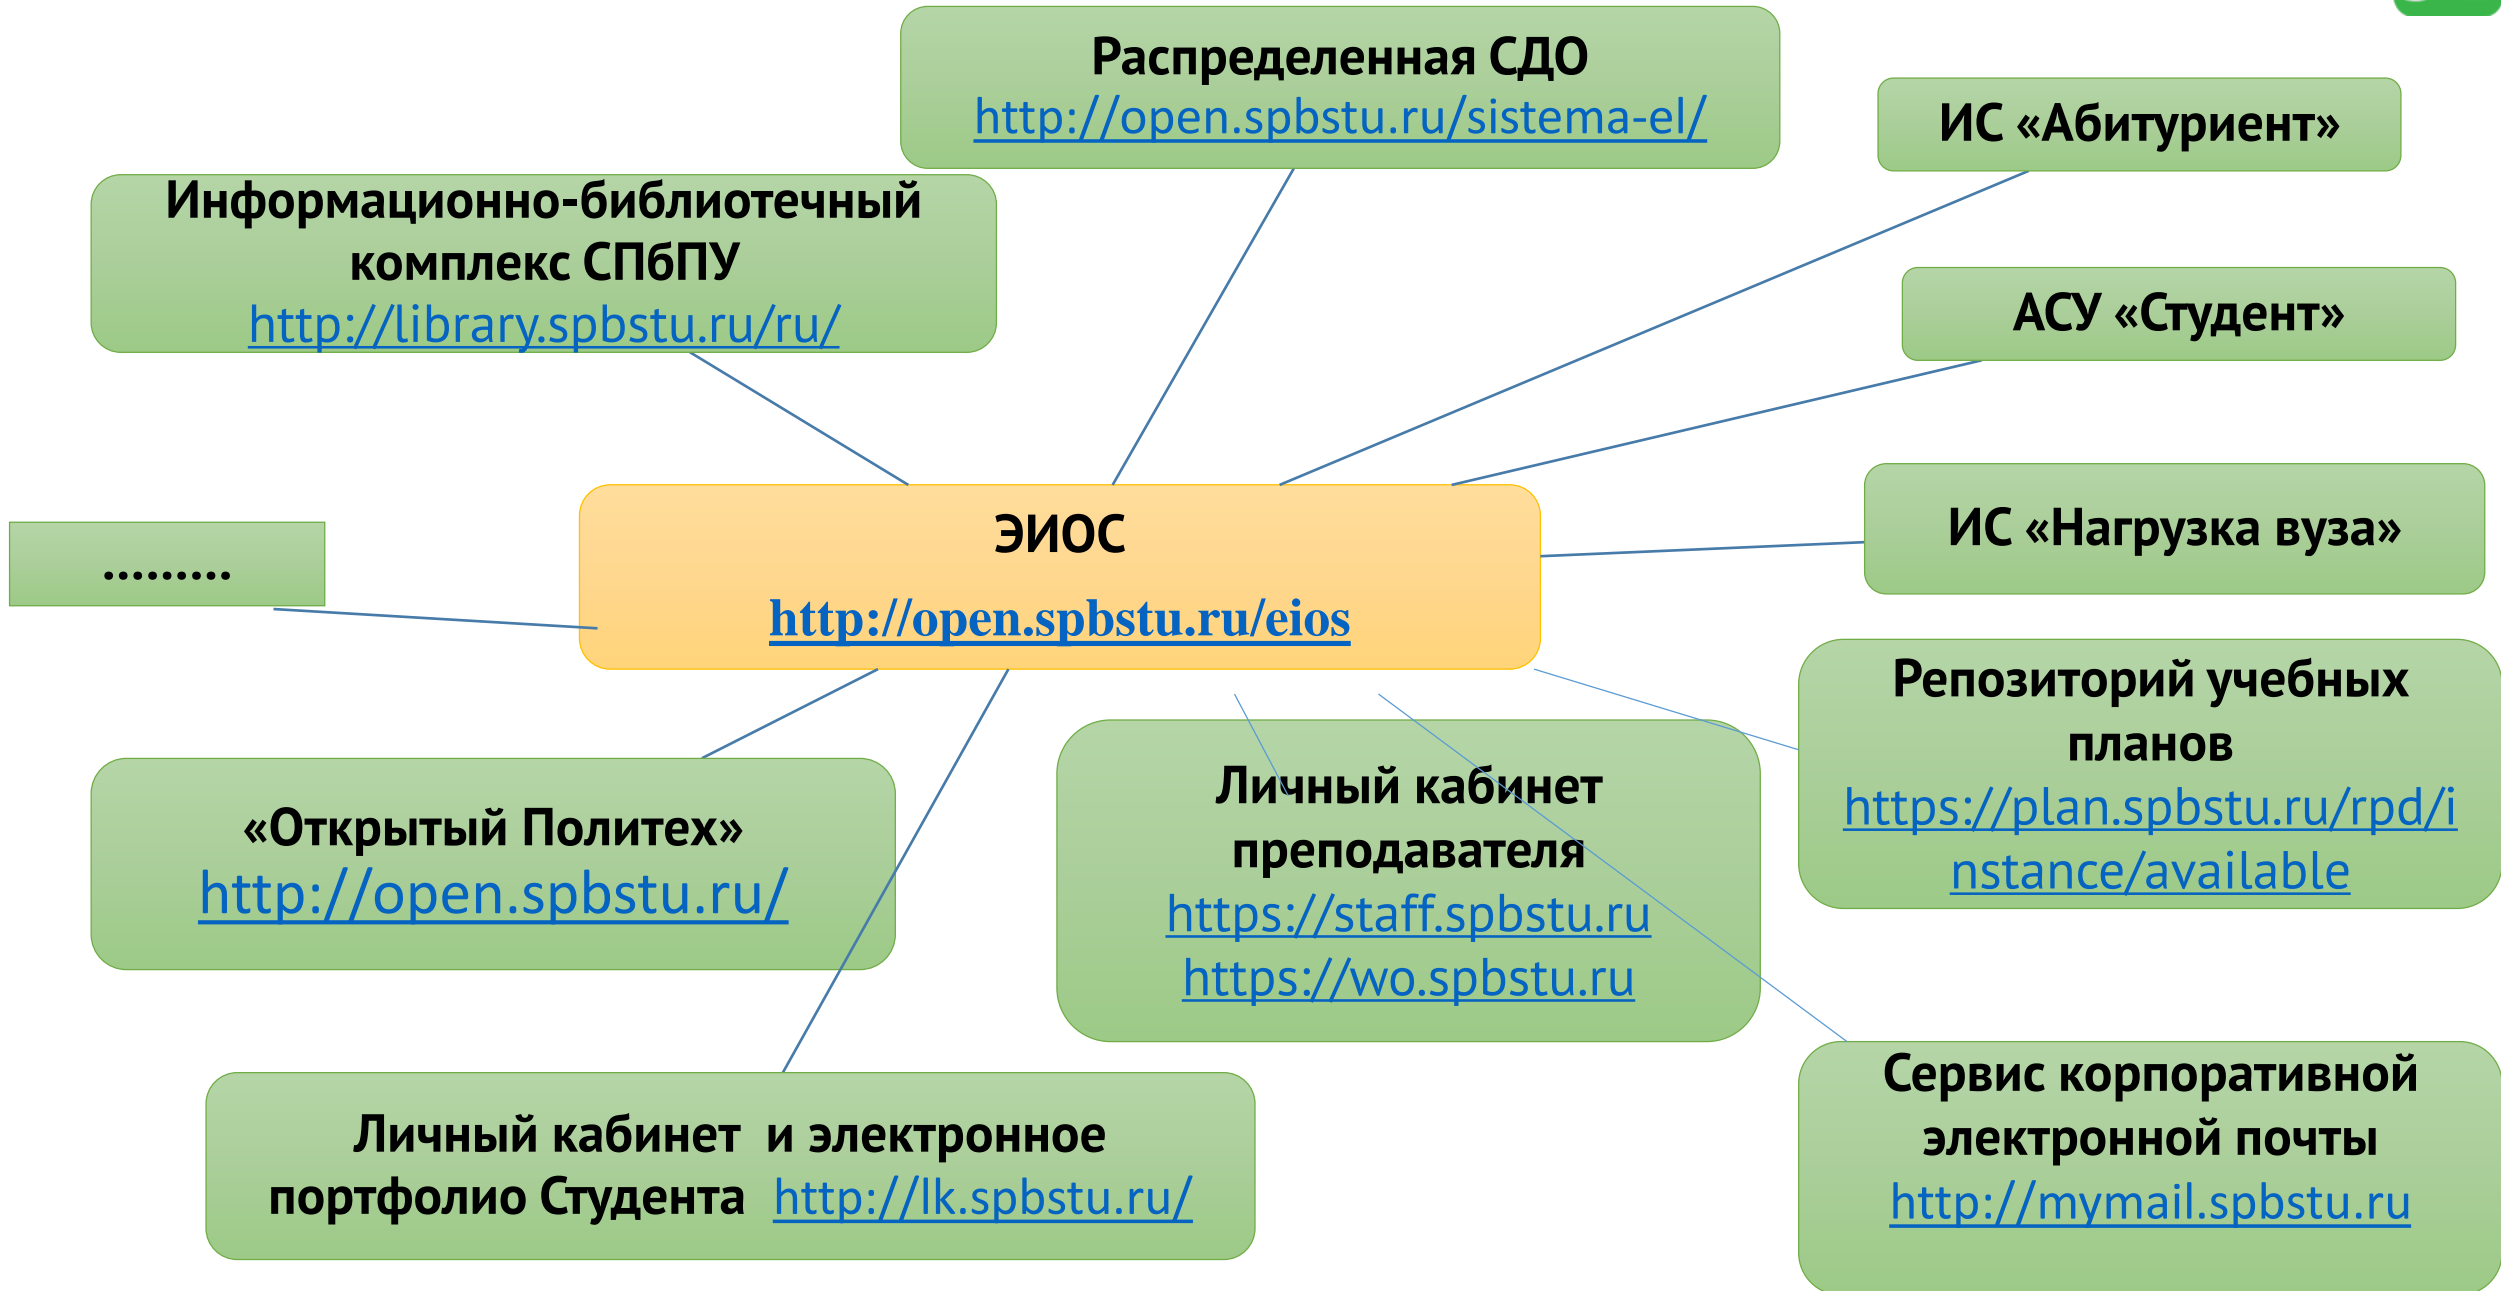 Распределенная СДО
http://open.spbstu.ru/sistema-el/
ИС «Абитуриент»
Информационно-библиотечный
комплекс СПбПУ
http://library.spbstu.ru/ru/
АСУ «Студент»
ЭИОС
http://open.spbstu.ru/eios
ИС «Нагрузка вуза»
.........
Репозиторий учебных
планов
https://plan.spbstu.ru/rpd/i
nstance/available
«Открытый Политех»
http://open.spbstu.ru/
Личный кабинет
преподавателя
https://staff.spbstu.ru
https://wo.spbstu.ru
Личный кабинет и электронное
портфолио Студента http://lk.spbstu.ru/
Сервис корпоративной
электронной почты
http://mymail.spbstu.ru